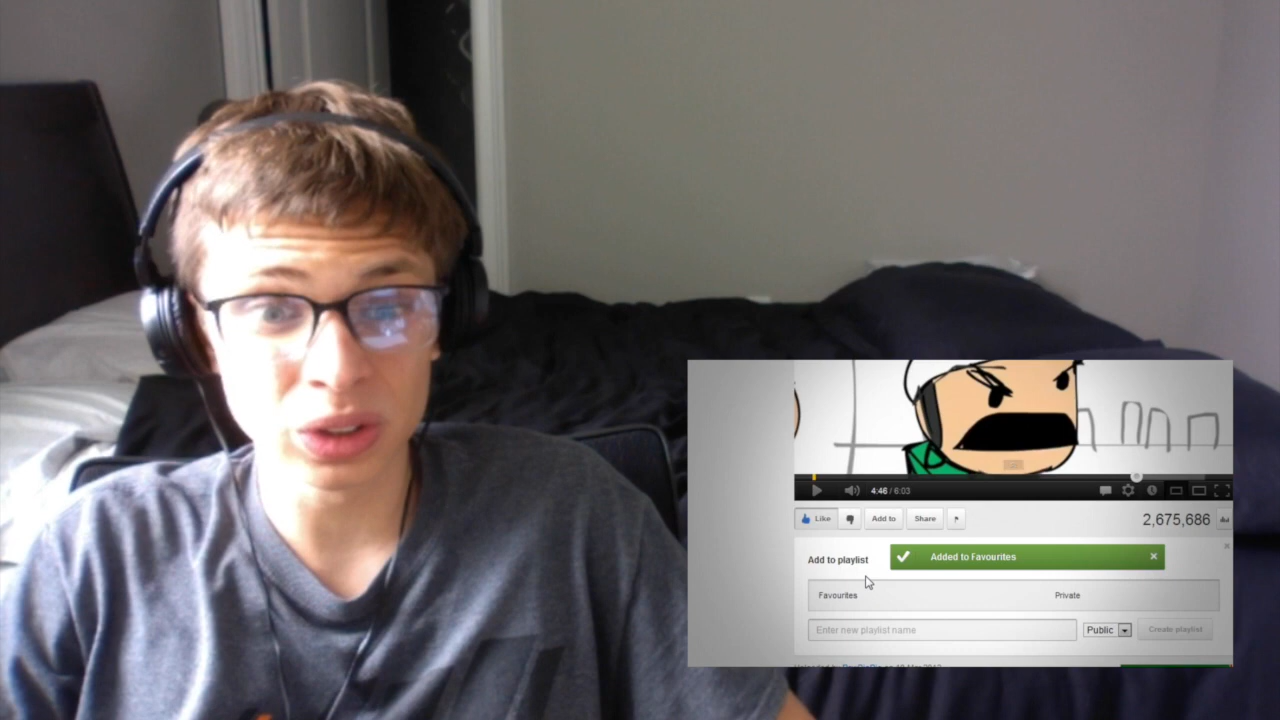 4:46 / 6:03
Like
Add to
Share
2,675,686
Add to playlist
Added to Favourites
Favourites
Private
Enter new playlist name
Public
Create playlist